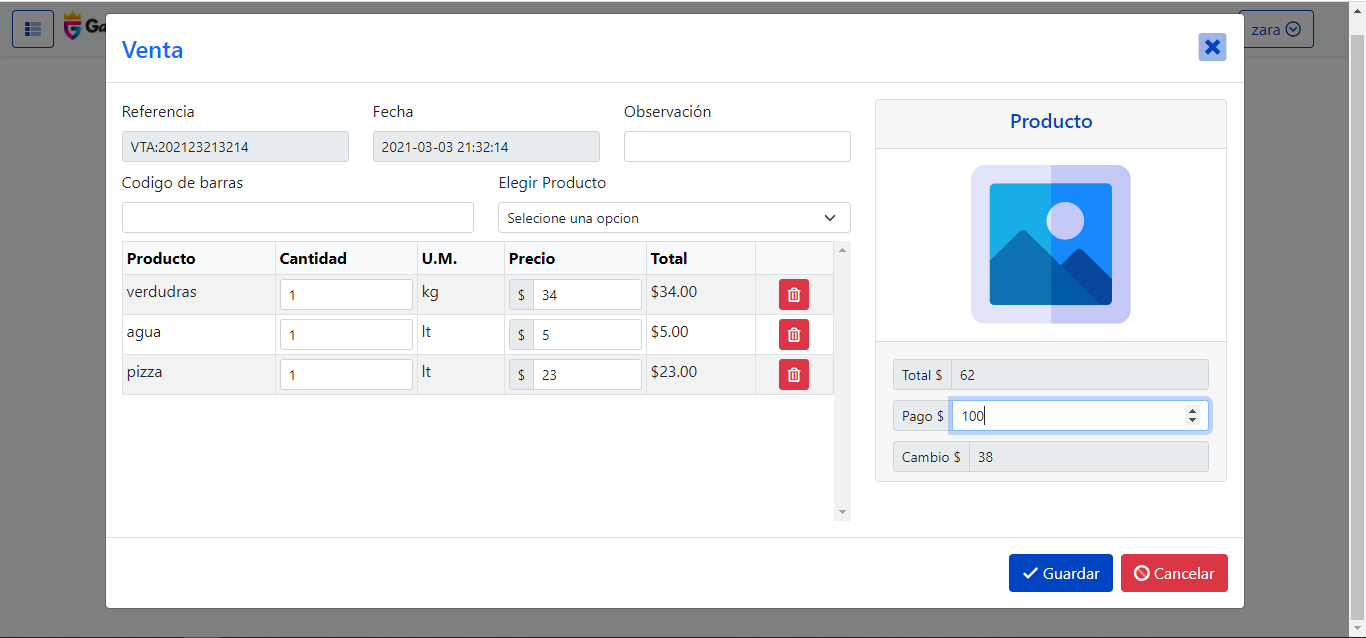 Ga
zara
Venta
Referencia Fecha Observación
VTA:202123213214 2021-03-03 21:32:14
Codigo de barras Elegir Producto
Selecione una opcion
Producto Cantidad U.M. Precio Total
verdudras 1 kg $ 34 $34.00
agua 1 lt $ 5 $5.00
pizza 1 lt $ 23 $23.00
Producto
Total $ 62
Pago $ 100
Cambio $ 38
Guardar Cancelar